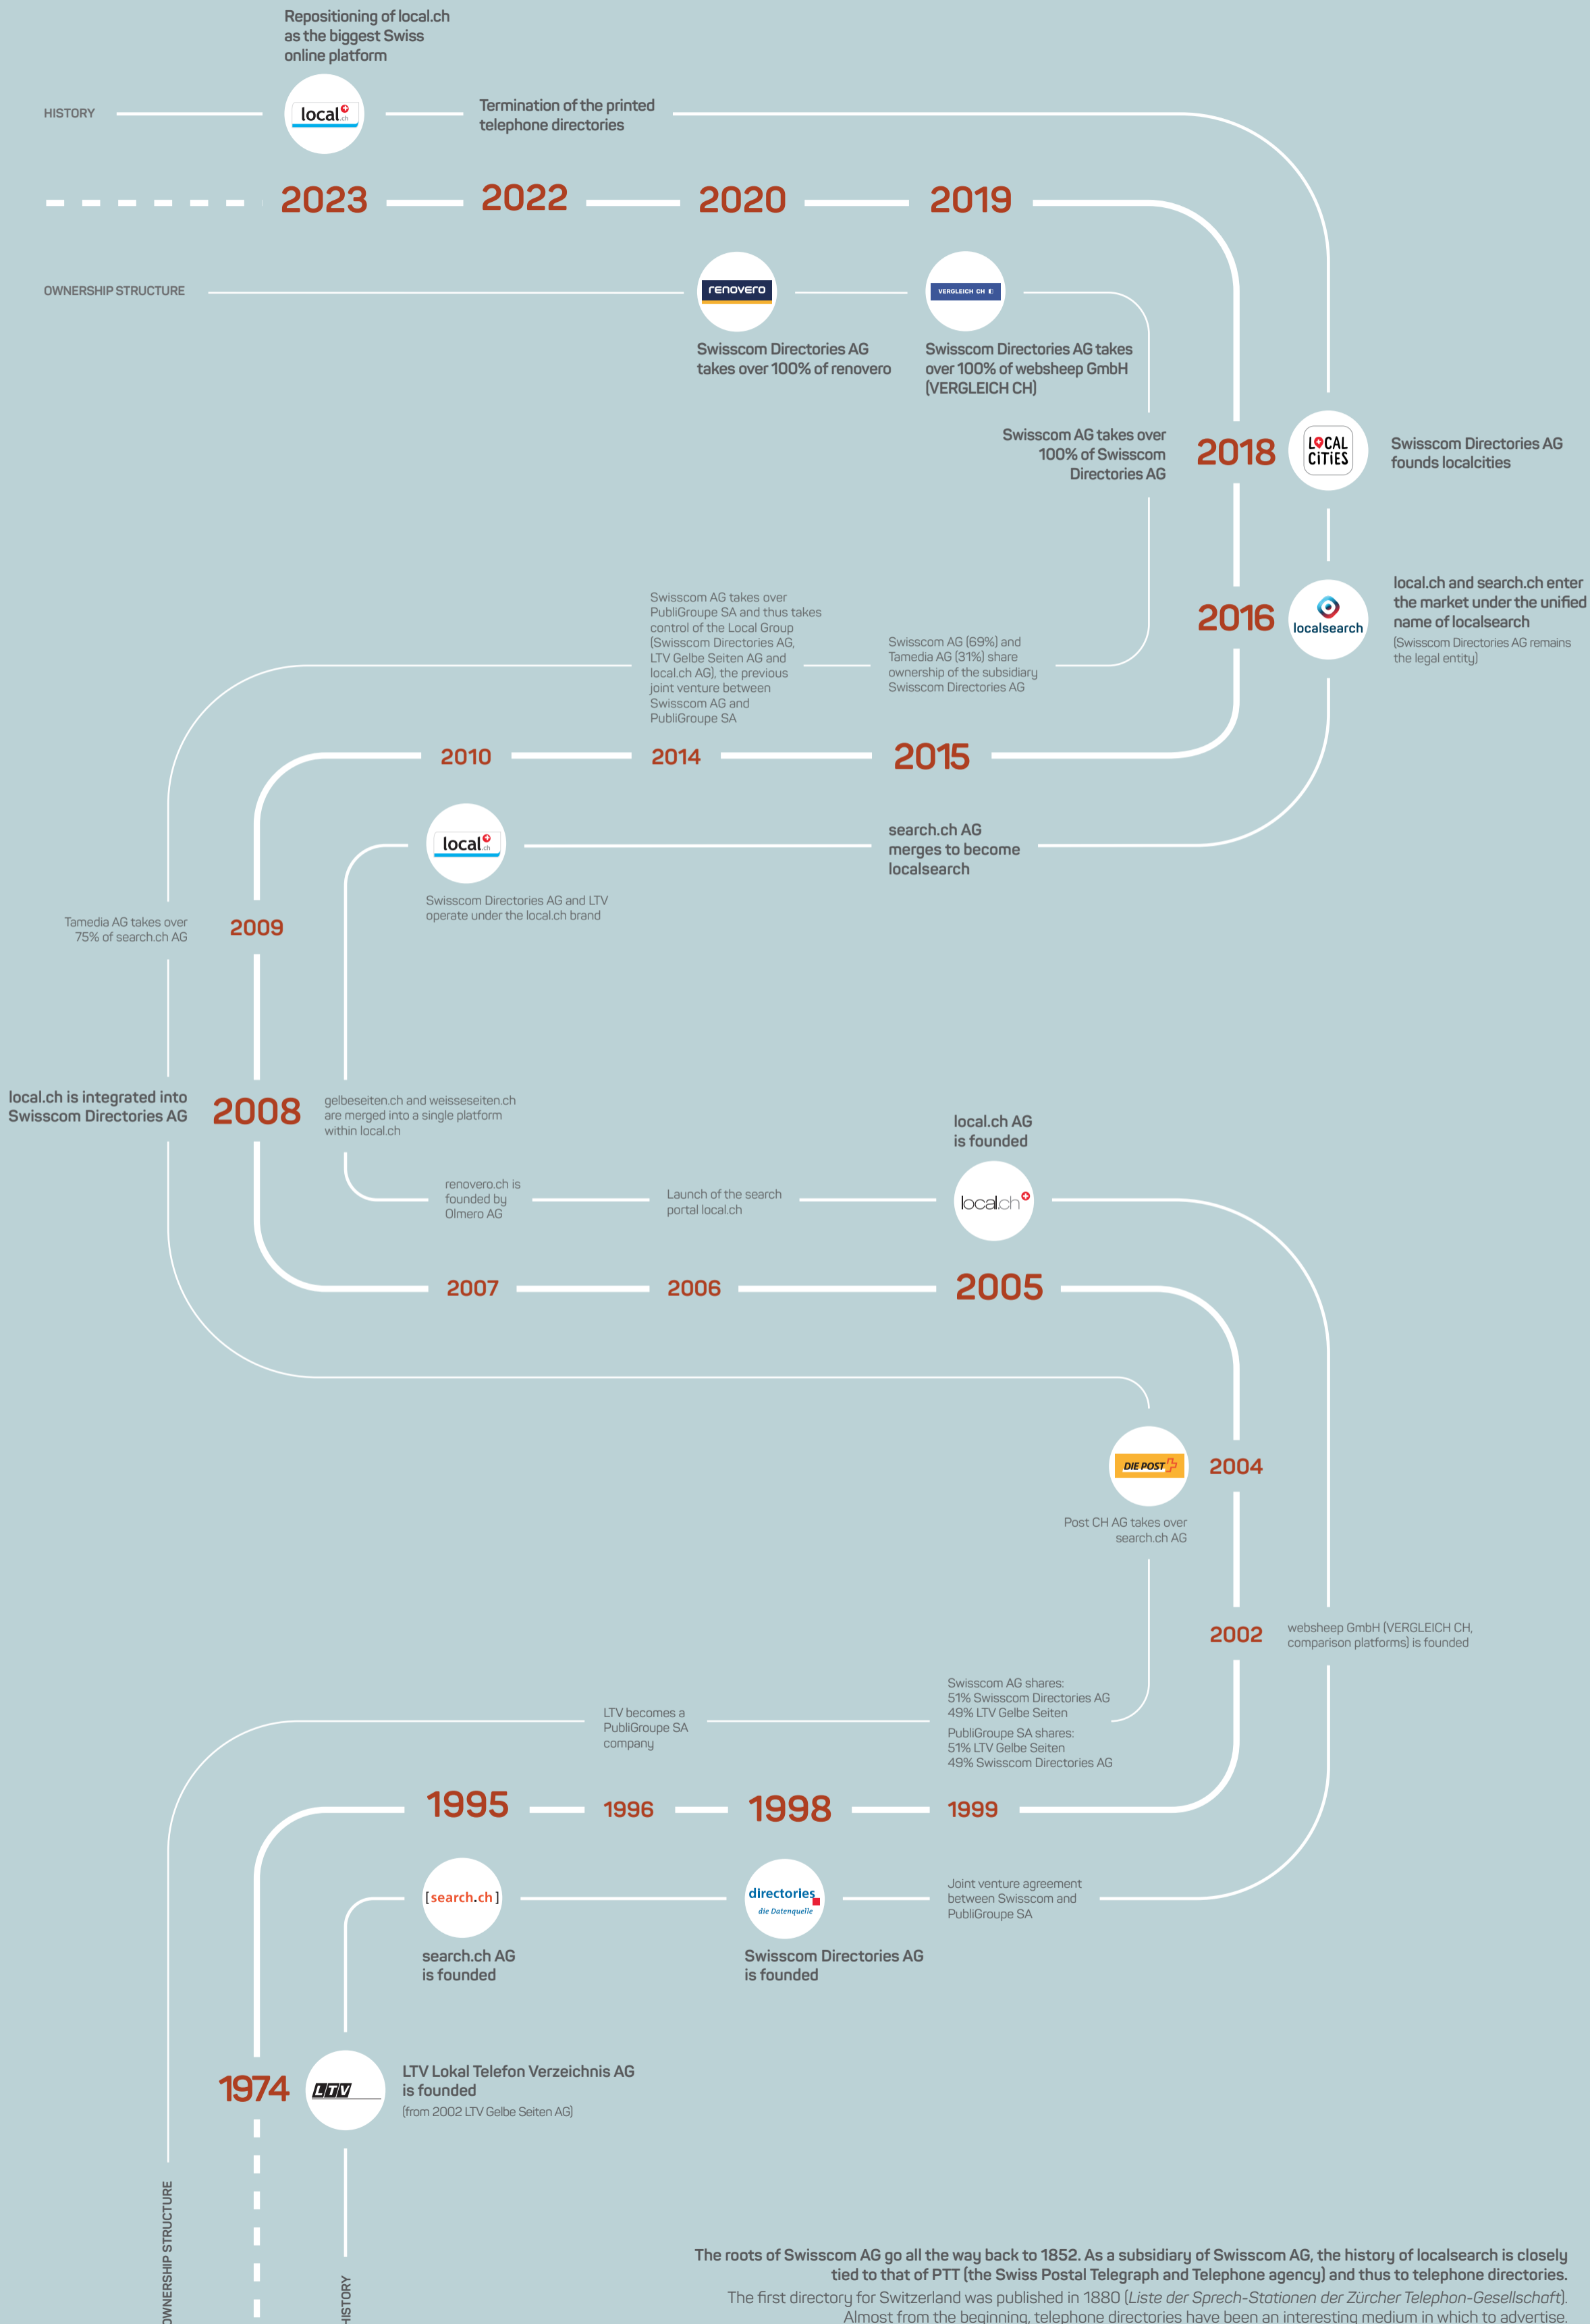 Repositioning of local.ch
as the biggest Swiss
online platform
HISTORY
local.ch
Termination of the printed
telephone directories
2023
2022
2020
2019
OWNERSHIP STRUCTURE
renovero
VERGLEICH CH
Swisscom Directories AG
takes over 100% of renovero
Swisscom Directories AG takes
over 100% of websheep GmbH
(VERGLEICH CH)
Swisscom AG takes over
100% of Swisscom
Directories AG
2018
LOCAL
CiTiES
Swisscom Directories AG
founds localcities
2016
localsearch
local.ch and search.ch enter
the market under the unified
name of localsearch
(Swisscom Directories AG remains
the legal entity)
Swisscom AG takes over
PubliGroupe SA and thus takes
control of the Local Group
(Swisscom Directories AG,
LTV Gelbe Seiten AG and
local.ch AG), the previous
joint venture between
Swisscom AG and
PubliGroupe SA
Swisscom AG (69%) and
Tamedia AG (31%) share
ownership of the subsidiary
Swisscom Directories AG
2010
2014
2015
local.ch
Swisscom Directories AG and LTV
operate under the local.ch brand
search.ch AG
merges to become
localsearch
Tamedia AG takes over
75% of search.ch AG
2009
local.ch is integrated into
Swisscom Directories AG
2008
gelbeseiten.ch and weisseseiten.ch
are merged into a single platform
within local.ch
local.ch AG
is founded
renovero.ch is
founded by
Olmero AG
Launch of the search
portal local.ch
local.ch
2007
2006
2005
DIE POST
2004
Post CH AG takes over
search.ch AG
2002
websheep GmbH (VERGLEICH CH,
comparison platforms) is founded
LTV becomes a
PubliGroupe SA
company
Swisscom AG shares:
51% Swisscom Directories AG
49% LTV Gelbe Seiten
PubliGroupe SA shares:
51% LTV Gelbe Seiten
49% Swisscom Directories AG
1995
1996
1998
1999
[search.ch]
directories
die Datenquelle
Joint venture agreement
between Swisscom and
PubliGroupe SA
search.ch AG
is founded
Swisscom Directories AG
is founded
1974
LTV
LTV Lokal Telefon Verzeichnis AG
is founded
(from 2002 LTV Gelbe Seiten AG)
OWNERSHIP STRUCTURE
HISTORY
The roots of Swisscom AG go all the way back to 1852. As a subsidiary of Swisscom AG, the history of localsearch is closely
tied to that of PTT (the Swiss Postal Telegraph and Telephone agency) and thus to telephone directories.
The first directory for Switzerland was published in 1880 (Liste der Sprech-Stationen der Zürcher Telephon-Gesellschaft).
Almost from the beginning, telephone directories have been an interesting medium in which to advertise.